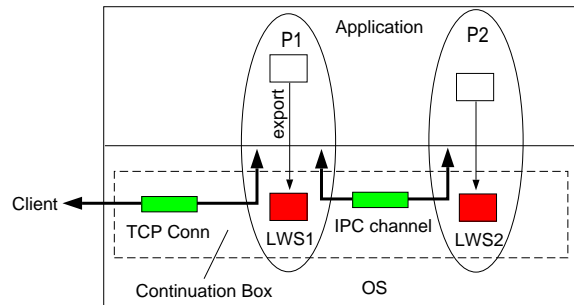 Application
P1
P2
export
Client
TCP Conn
LWS1
IPC channel
LWS2
Continuation Box
OS